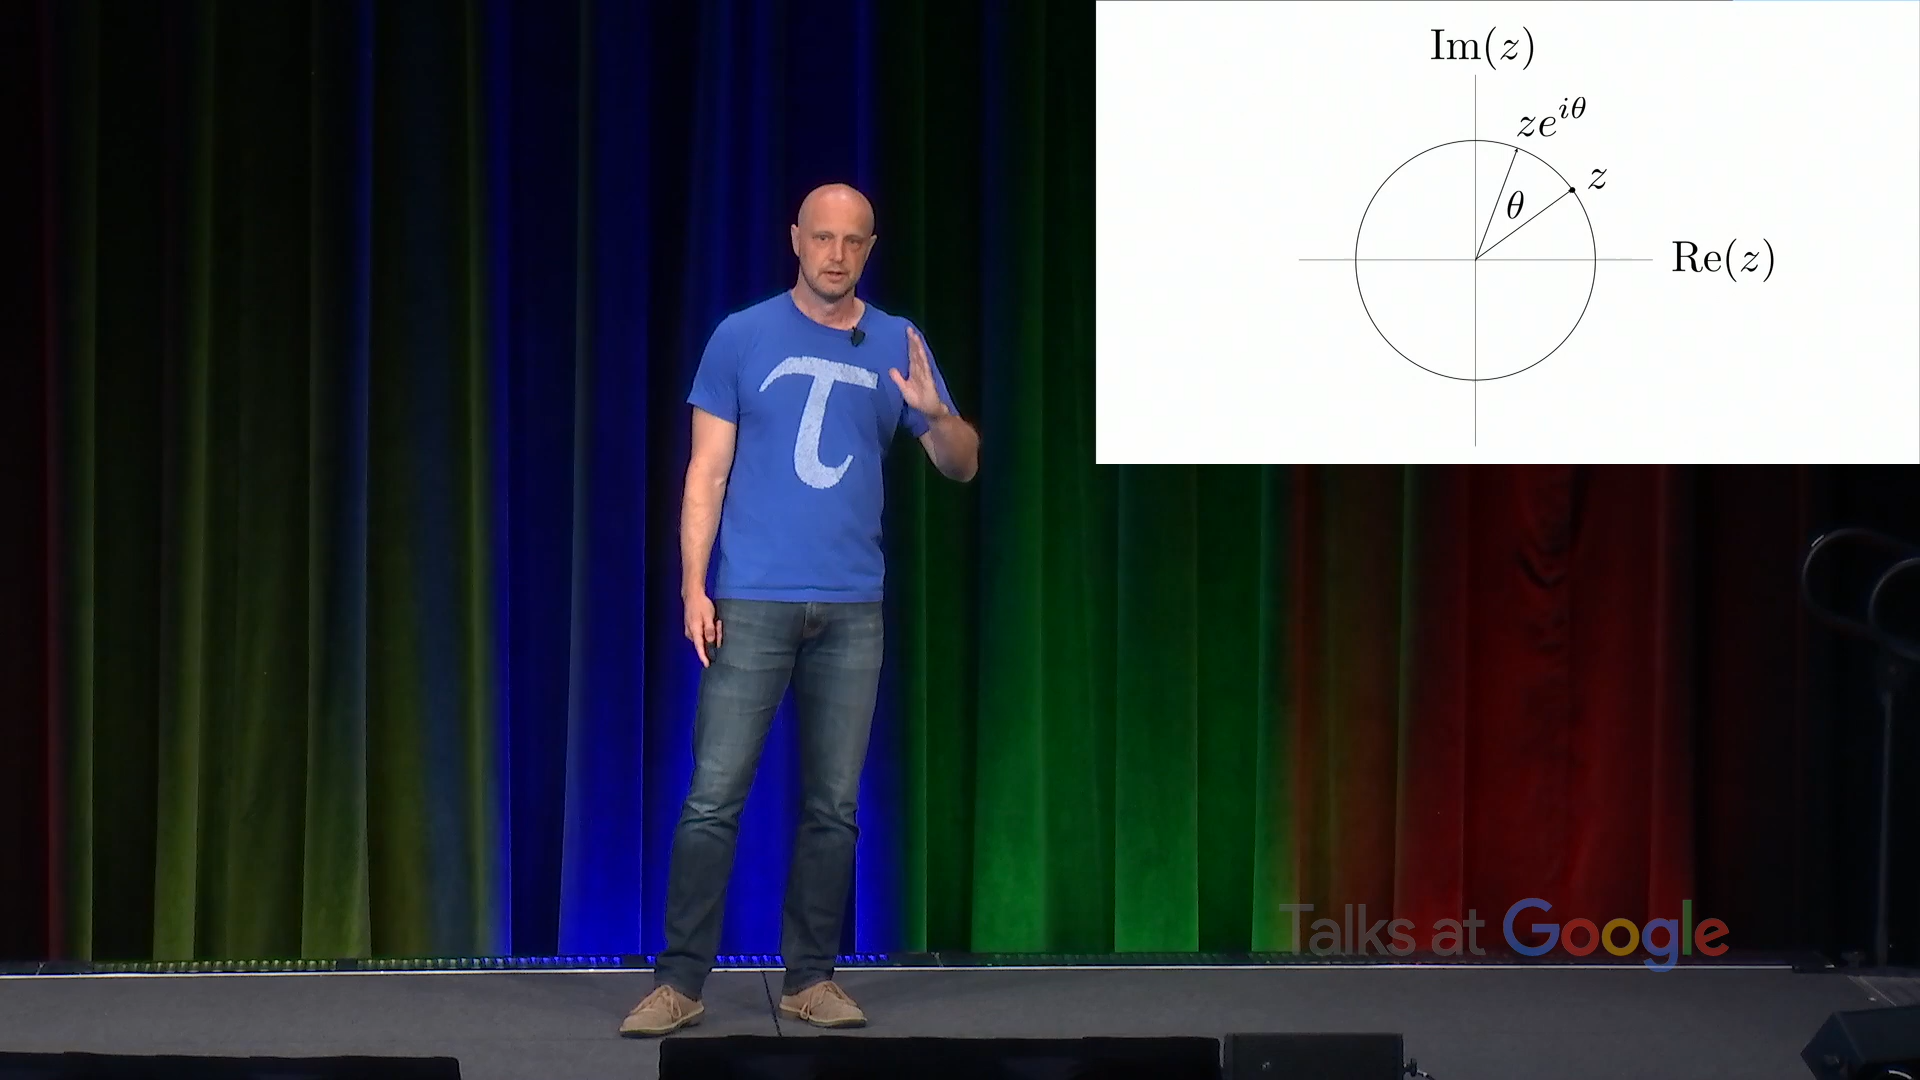 Im(z)
ze^{iθ}
z
θ
Re(z)
τ
Talks at Google